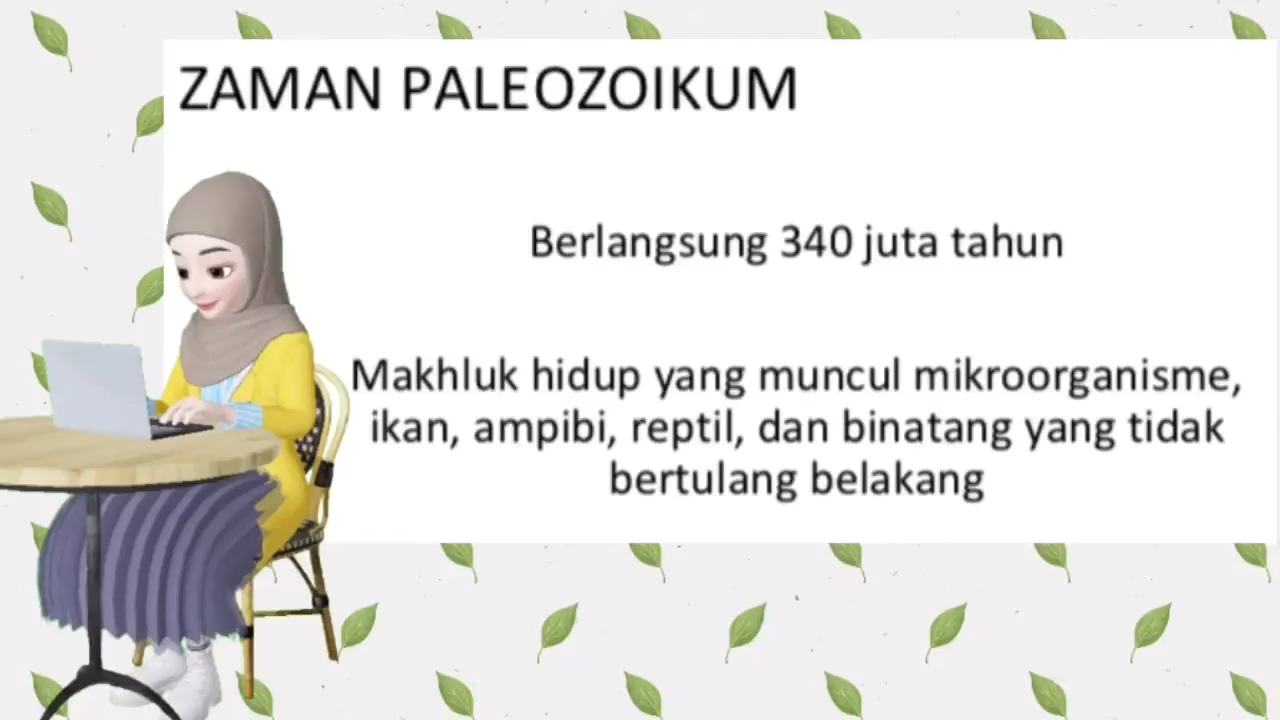 ZAMAN PALEOZOIKUM
Berlangsung 340 juta tahun
Makhluk hidup yang muncul mikroorganisme,
ikan, ampibi, reptil, dan binatang yang tidak
bertulang belakang